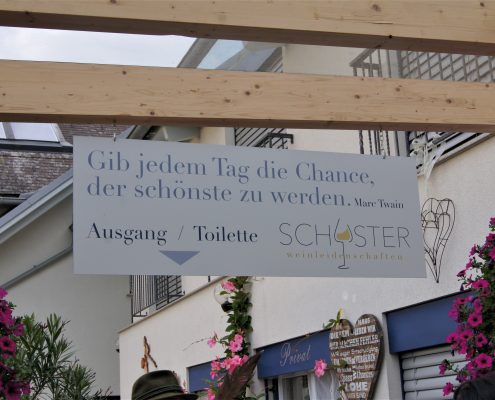 Gib jedem Tag die Chance,
der schönste zu werden. Marc Twain
Ausgang / Toilette
SCHUSTER
weinleidenschaften
Privat